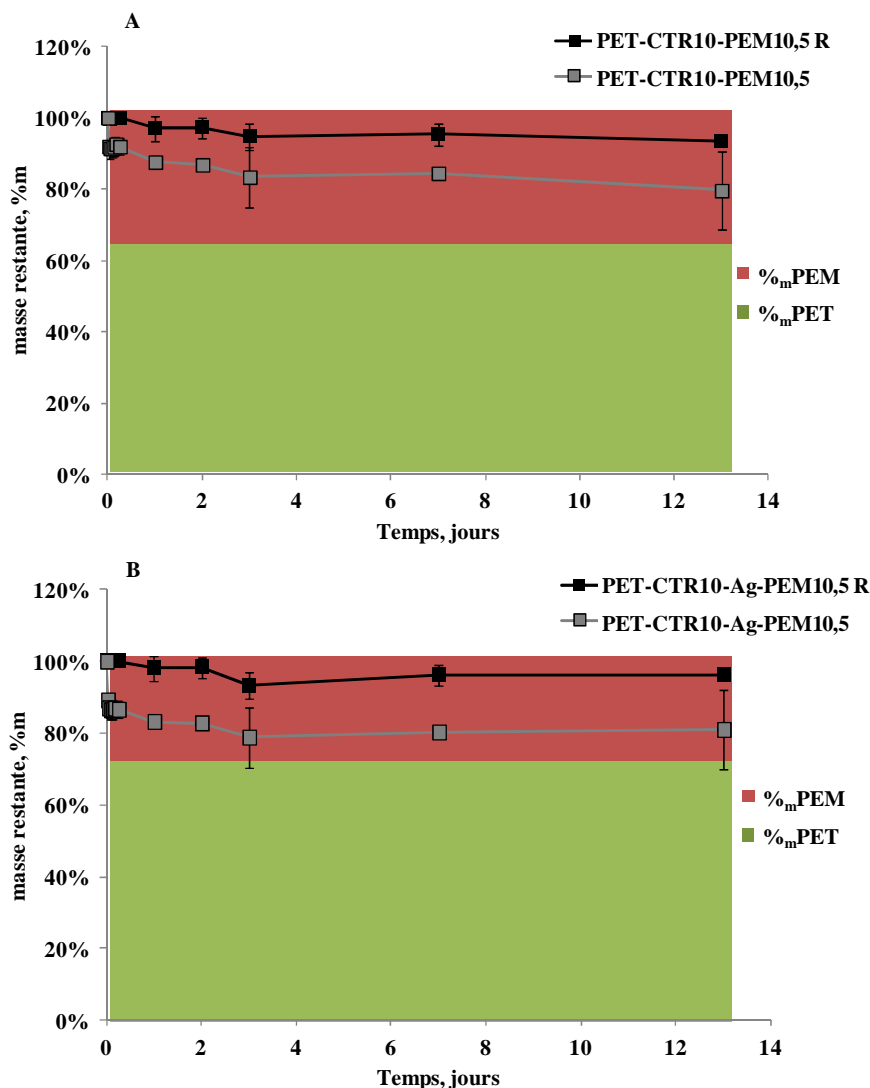 A
PET-CTR10-PEM10,5 R
PET-CTR10-PEM10,5
120%
100%
80%
60%
40%
20%
0%
masse restante, %m
%mPEM
%mPET
0 2 4 6 8 10 12 14
Temps, jours
B
PET-CTR10-Ag-PEM10,5 R
PET-CTR10-Ag-PEM10,5
120%
100%
80%
60%
40%
20%
0%
masse restante, %m
%mPEM
%mPET
0 2 4 6 8 10 12 14
Temps, jours